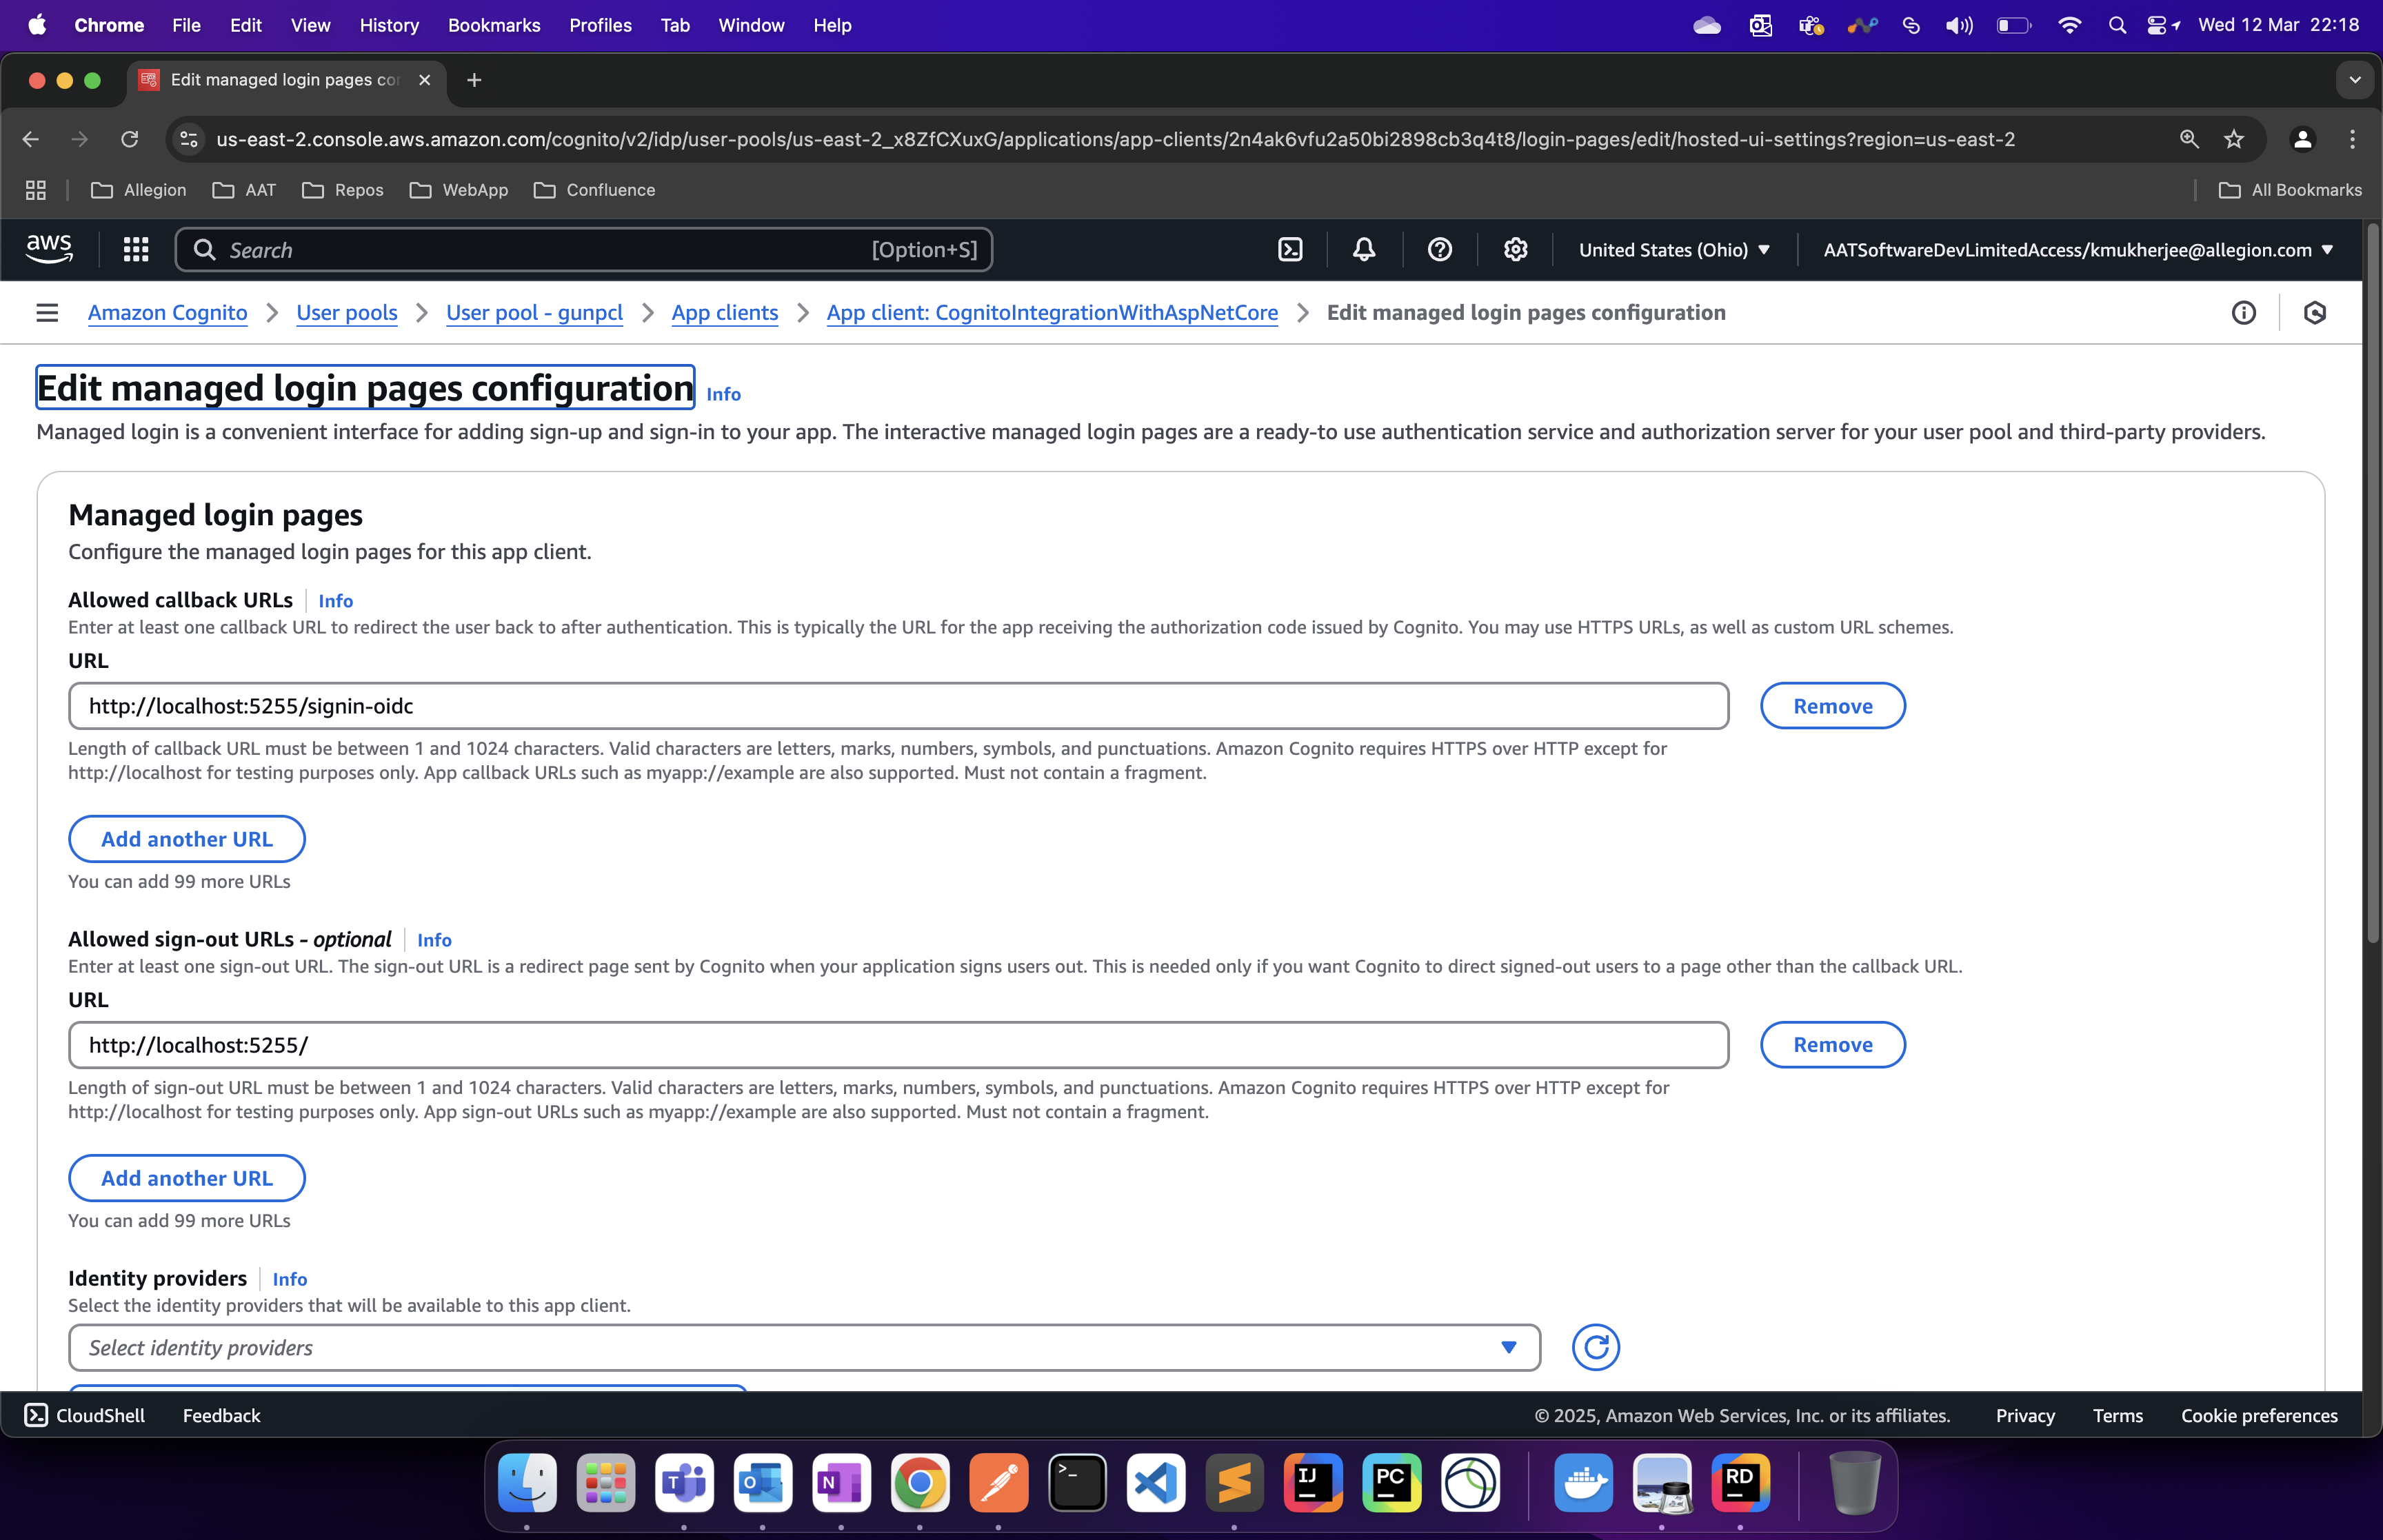 Chrome File Edit View History Bookmarks Profiles Tab Window Help Wed 12 Mar 22:18
Edit managed login pages cor
us-east-2.console.aws.amazon.com/cognito/v2/idp/user-pools/us-east-2_x8ZfCXuxG/applications/app-clients/2n4ak6vfu2a50bi2898cb3q4t8/login-pages/edit/hosted-ui-settings?region=us-east-2
Allegion AAT Repos WebApp Confluence All Bookmarks
aws Search [Option+S] United States (Ohio) AATSoftwareDevLimitedAccess/kmukherjee@allegion.com
Amazon Cognito User pools User pool - gunpcl App clients App client: CognitoIntegrationWithAspNetCore Edit managed login pages configuration
Edit managed login pages configuration Info
Managed login is a convenient interface for adding sign-up and sign-in to your app. The interactive managed login pages are a ready-to use authentication service and authorization server for your user pool and third-party providers.
Managed login pages
Configure the managed login pages for this app client.
Allowed callback URLs Info
Enter at least one callback URL to redirect the user back to after authentication. This is typically the URL for the app receiving the authorization code issued by Cognito. You may use HTTPS URLs, as well as custom URL schemes.
URL
http://localhost:5255/signin-oidc Remove
Length of callback URL must be between 1 and 1024 characters. Valid characters are letters, marks, numbers, symbols, and punctuations. Amazon Cognito requires HTTPS over HTTP except for
http://localhost for testing purposes only. App callback URLs such as myapp://example are also supported. Must not contain a fragment.
Add another URL
You can add 99 more URLs
Allowed sign-out URLs - optional Info
Enter at least one sign-out URL. The sign-out URL is a redirect page sent by Cognito when your application signs users out. This is needed only if you want Cognito to direct signed-out users to a page other than the callback URL.
URL
http://localhost:5255/ Remove
Length of sign-out URL must be between 1 and 1024 characters. Valid characters are letters, marks, numbers, symbols, and punctuations. Amazon Cognito requires HTTPS over HTTP except for
http://localhost for testing purposes only. App sign-out URLs such as myapp://example are also supported. Must not contain a fragment.
Add another URL
You can add 99 more URLs
Identity providers Info
Select the identity providers that will be available to this app client.
Select identity providers
CloudShell Feedback © 2025, Amazon Web Services, Inc. or its affiliates. Privacy Terms Cookie preferences
T O N >_ IJ PC RD